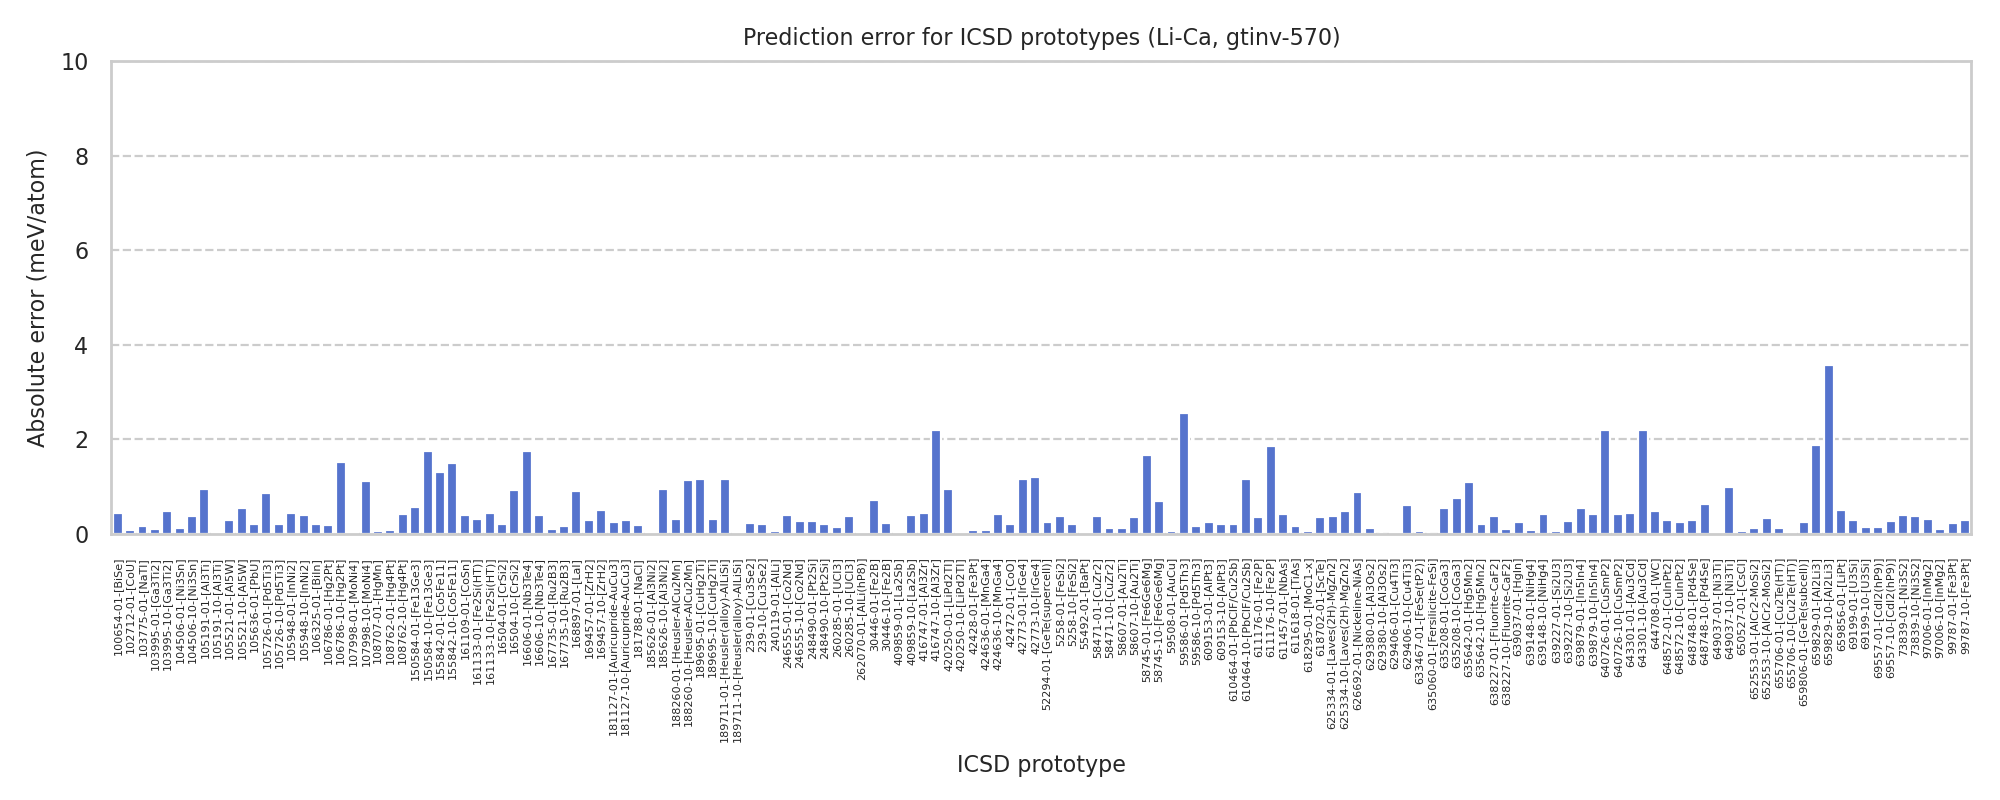 Prediction error for ICSD prototypes (Li-Ca, gtinv-570)
Absolute error (meV/atom)
10
8
6
4
2
0
100654-01-[BiSe]
102712-01-[CoU]
103775-01-[NaTl]
103995-01-[Ga3Ti2]
103995-10-[Ga3Ti2]
104506-01-[Ni3Sn]
104506-10-[Ni3Sn]
105191-01-[Al3Ti]
105191-10-[Al3Ti]
105521-01-[Al5W]
105521-10-[Al5W]
105636-01-[PbU]
105726-01-[Pd5Ti3]
105726-10-[Pd5Ti3]
105948-01-[InNi2]
105948-10-[InNi2]
106325-01-[BiIn]
106786-01-[Hg2Pt]
106786-10-[Hg2Pt]
107998-01-[MoNi4]
107998-10-[MoNi4]
108707-01-[HgMn]
108762-01-[Hg4Pt]
108762-10-[Hg4Pt]
150584-01-[Fe13Ge3]
150584-10-[Fe13Ge3]
155842-01-[Co5Fe11]
155842-10-[Co5Fe11]
161109-01-[CoSn]
161133-01-[Fe2Si(HT)]
161133-10-[Fe2Si(HT)]
16504-01-[CrSi2]
16504-10-[CrSi2]
16606-01-[Nb3Te4]
16606-10-[Nb3Te4]
167735-01-[Ru2B3]
167735-10-[Ru2B3]
168897-01-[LaI]
169457-01-[ZrH2]
169457-10-[ZrH2]
181127-01-[Auricupride-AuCu3]
181127-10-[Auricupride-AuCu3]
181788-01-[NaCl]
185626-01-[Al3Ni2]
185626-10-[Al3Ni2]
188260-01-[Heusler-AlCu2Mn]
188260-10-[Heusler-AlCu2Mn]
189695-01-[CuHg2Ti]
189695-10-[CuHg2Ti]
189711-01-[Heusler(alloy)-AlLiSi]
189711-10-[Heusler(alloy)-AlLiSi]
239-01-[Cu3Se2]
239-10-[Cu3Se2]
240119-01-[AlLi]
246555-01-[Co2Nd]
246555-10-[Co2Nd]
248490-01-[Pt2Si]
248490-10-[Pt2Si]
260285-01-[UCl3]
260285-10-[UCl3]
262070-01-[AlLi(hP8)]
30446-01-[Fe2B]
30446-10-[Fe2B]
409859-01-[La2Sb]
409859-10-[La2Sb]
416747-01-[Al3Zr]
416747-10-[Al3Zr]
420250-01-[LiPd2Tl]
420250-10-[LiPd2Tl]
42428-01-[Fe3Pt]
424636-01-[MnGa4]
424636-10-[MnGa4]
42472-01-[CoO]
42773-01-[IrGe4]
42773-10-[IrGe4]
52294-01-[GeTe(supercell)]
5258-01-[FeSi2]
5258-10-[FeSi2]
55492-01-[BaPt]
58471-01-[CuZr2]
58471-10-[CuZr2]
58607-01-[Au2Ti]
58607-10-[Au2Ti]
58745-01-[Fe6Ge6Mg]
58745-10-[Fe6Ge6Mg]
59508-01-[AuCu]
59586-01-[Pd5Th3]
59586-10-[Pd5Th3]
609153-01-[AlPt3]
609153-10-[AlPt3]
610464-01-[PbClF/Cu2Sb]
610464-10-[PbClF/Cu2Sb]
611176-01-[Fe2P]
611176-10-[Fe2P]
611457-01-[NbAs]
611618-01-[TiAs]
618295-01-[MoC1-x]
618702-01-[ScTe]
625334-01-[Laves(2H)-MgZn2]
625334-10-[Laves(2H)-MgZn2]
626692-01-[Nickeline-NiAs]
629380-01-[Al3Os2]
629380-10-[Al3Os2]
629406-01-[Cu4Ti3]
629406-10-[Cu4Ti3]
633467-01-[FeSe(tP2)]
635060-01-[Fersilicite-FeSi]
635208-01-[CoGa3]
635208-10-[CoGa3]
635642-01-[Hg5Mn2]
635642-10-[Hg5Mn2]
638227-01-[Fluorite-CaF2]
638227-10-[Fluorite-CaF2]
639037-01-[HgIn]
639148-01-[NiHg4]
639148-10-[NiHg4]
639227-01-[Si2U3]
639227-10-[Si2U3]
639879-01-[In5In4]
639879-10-[In5In4]
640726-01-[CuSmP2]
640726-10-[CuSmP2]
643301-01-[Au3Cd]
643301-10-[Au3Cd]
644708-01-[WC]
648572-01-[CuInPt2]
648572-10-[CuInPt2]
648748-01-[Pd4Se]
648748-10-[Pd4Se]
649037-01-[Ni3Ti]
649037-10-[Ni3Ti]
650527-01-[CsCl]
652553-01-[AlCr2-MoSi2]
652553-10-[AlCr2-MoSi2]
655706-01-[Cu2Te(HT)]
655706-10-[Cu2Te(HT)]
659806-01-[GeTe(subcell)]
659829-01-[Al2Li3]
659829-10-[Al2Li3]
659856-01-[LiPt]
69199-01-[U3Si]
69199-10-[U3Si]
69557-01-[CdI2(hP9)]
69557-10-[CdI2(hP9)]
73839-01-[Ni3S2]
73839-10-[Ni3S2]
97006-01-[InMg2]
97006-10-[InMg2]
99787-01-[Fe3Pt]
99787-10-[Fe3Pt]
ICSD prototype